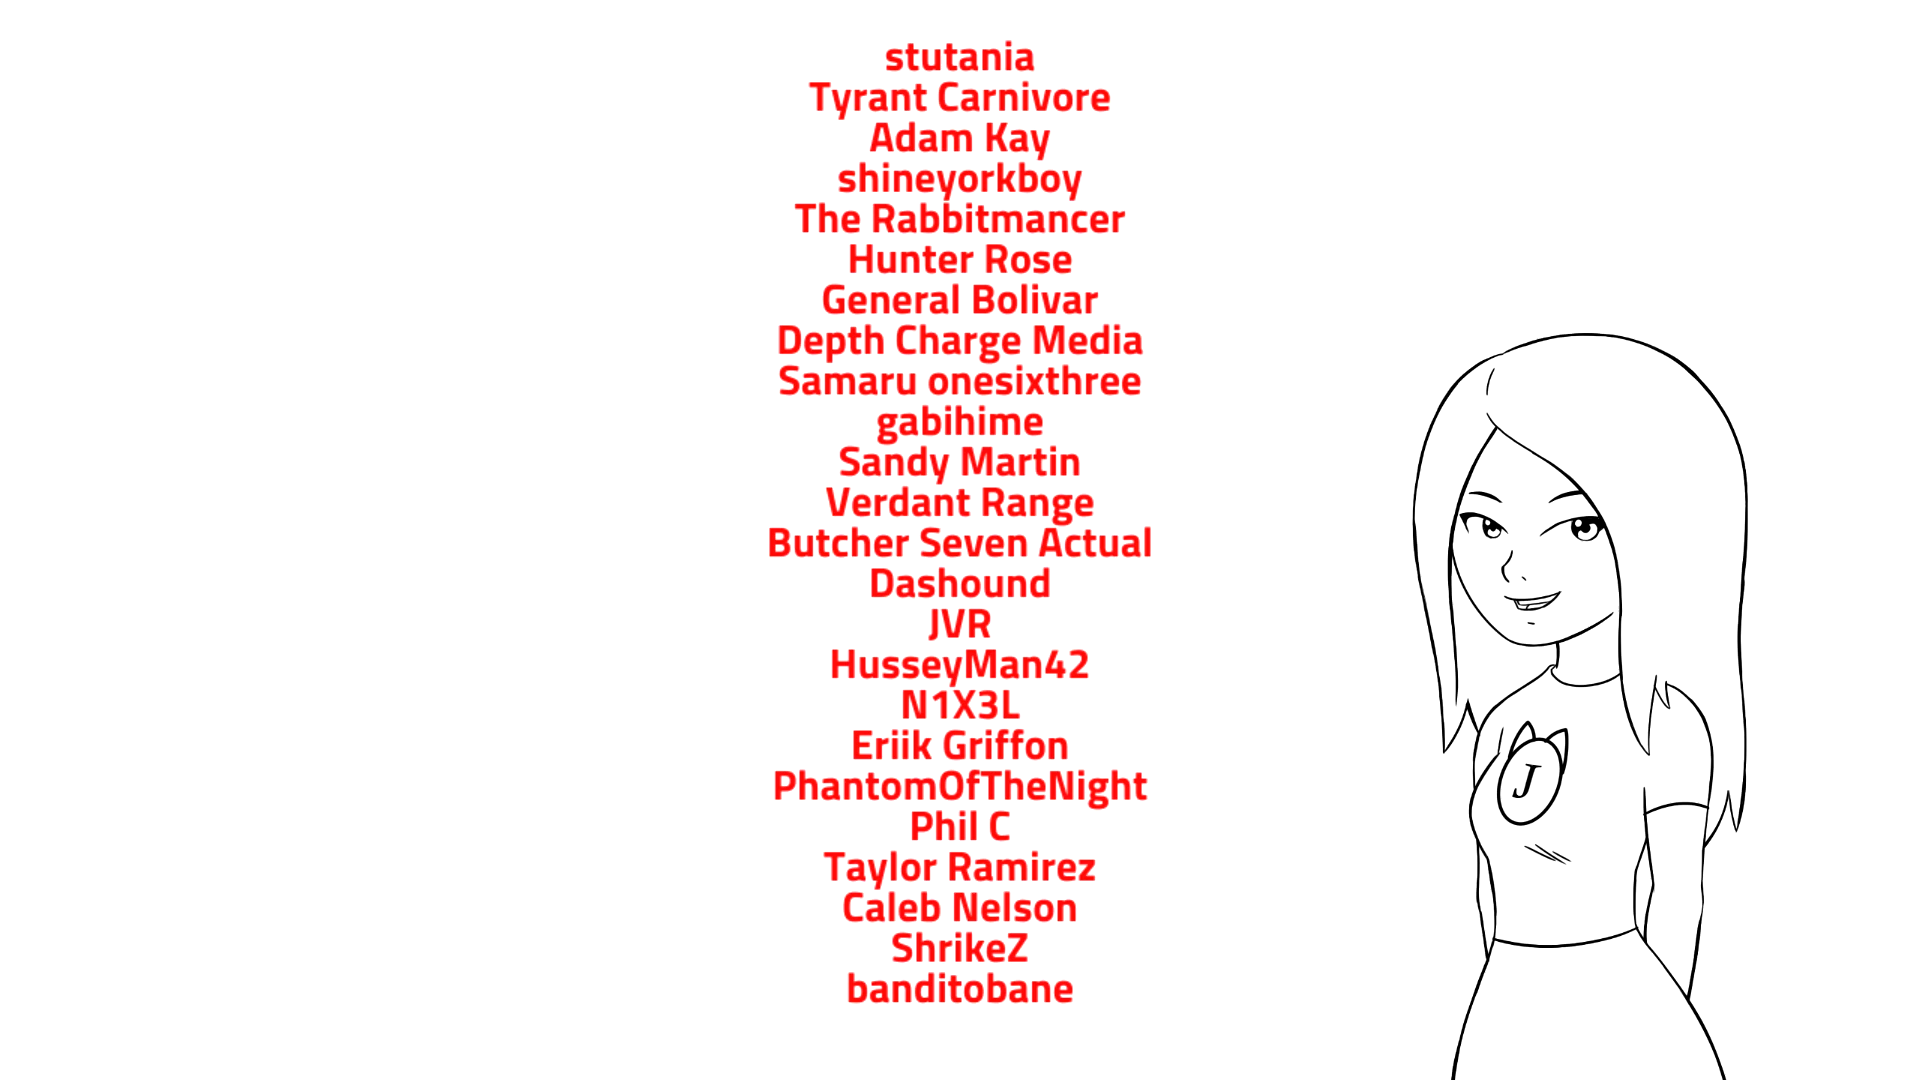 stutania
Tyrant Carnivore
Adam Kay
shineyorkboy
The Rabbitmancer
Hunter Rose
General Bolivar
Depth Charge Media
Samaru onesixthree
gabihime
Sandy Martin
Verdant Range
Butcher Seven Actual
Dashound
JVR
HusseyMan42
N1X3L
Eriik Griffon
PhantomOfTheNight
Phil C
Taylor Ramirez
Caleb Nelson
ShrikeZ
banditobane
J